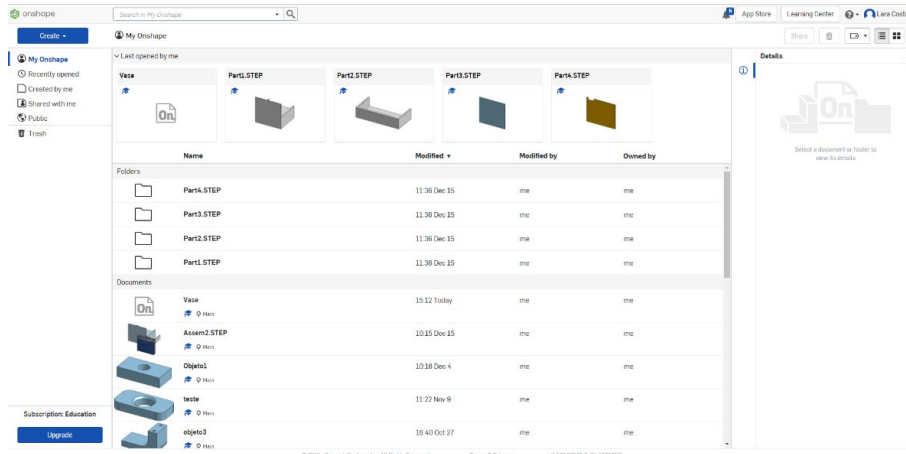 onshape
Search in My Onshape
App Store
Learning Center
Lara Costa
Create
My Onshape
Share
My Onshape
Recently opened
Created by me
Shared with me
Public
Trash
Last opened by me
Vase
Part1.STEP
Part2.STEP
Part3.STEP
Part4.STEP
On
Name Modified Modified by Owned by
Folders
Part4.STEP 11:36 Dec 15 me me
Part3.STEP 11:36 Dec 15 me me
Part2.STEP 11:36 Dec 15 me me
Part1.STEP 11:36 Dec 15 me me
Documents
On
Vase 15:12 Today me me
Main
Assem2.STEP 10:15 Dec 15 me me
Main
Objeto1 10:18 Dec 4 me me
Main
teste 11:22 Nov 9 me me
Main
objeto3 16:40 Oct 27 me me
Main
Details
On
Select a document or folder to
view its details
Subscription: Education
Upgrade